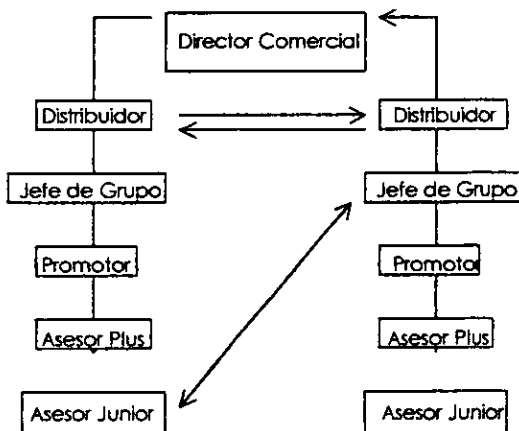 Director Comercial
Distribuidor
Distribuidor
Jefe de Grupo
Jefe de Grupo
Promotor
Promotor
Asesor Plus
Asesor Plus
Asesor Junior
Asesor Junior